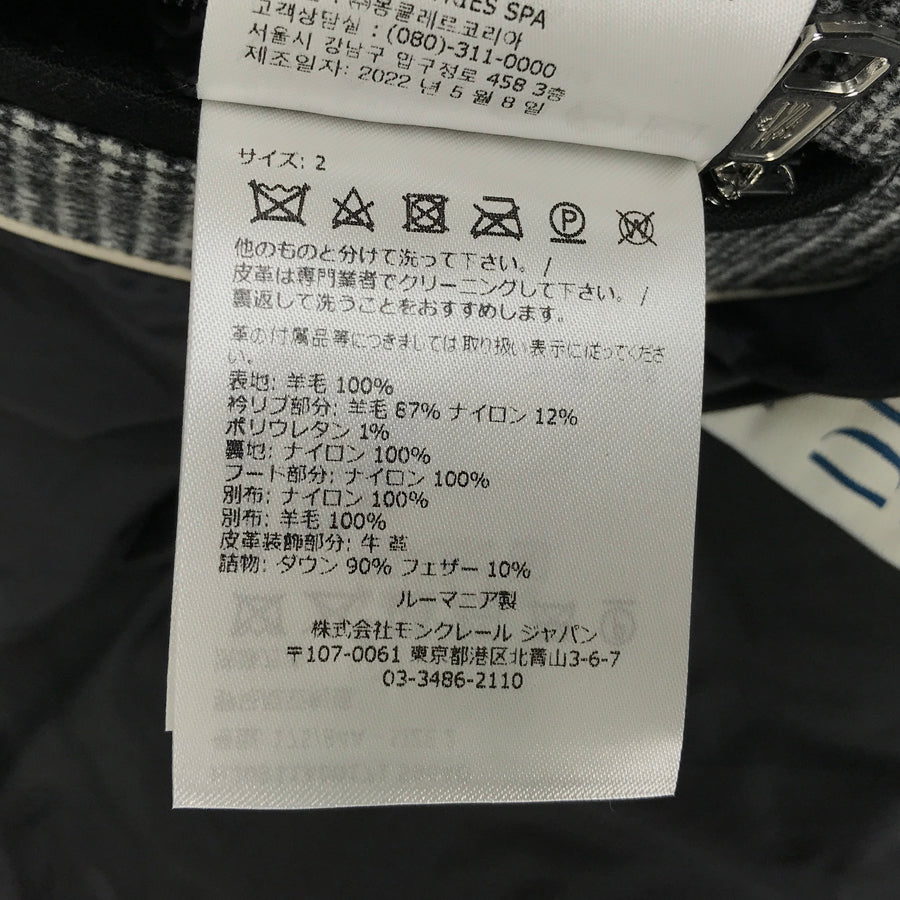 RIES SPA
몽클레르코리아
고객상담실 : (080)-311-0000
서울시 강남구 압구정로 458 3층
제조일자: 2022 년 5 월 8 일
サイズ: 2
P
W
他のものと分けて洗って下さい。 /
皮革は専門業者でクリーニングして下さい。 /
裏返して洗うことをおすすめします。
革の付属品等につきましては取り扱い表示に従ってくださ
い。
表地: 羊毛 100%
衿リブ部分: 羊毛 87% ナイロン 12%
ポリウレタン 1%
裏地: ナイロン 100%
フード部分: ナイロン 100%
別布: ナイロン 100%
別布: 羊毛 100%
皮革装飾部分: 牛 革
詰物: ダウン 90% フェザー 10%
ルーマニア製
株式会社モンクレール ジャパン
〒107-0061 東京都港区北青山3-6-7
03-3486-2110